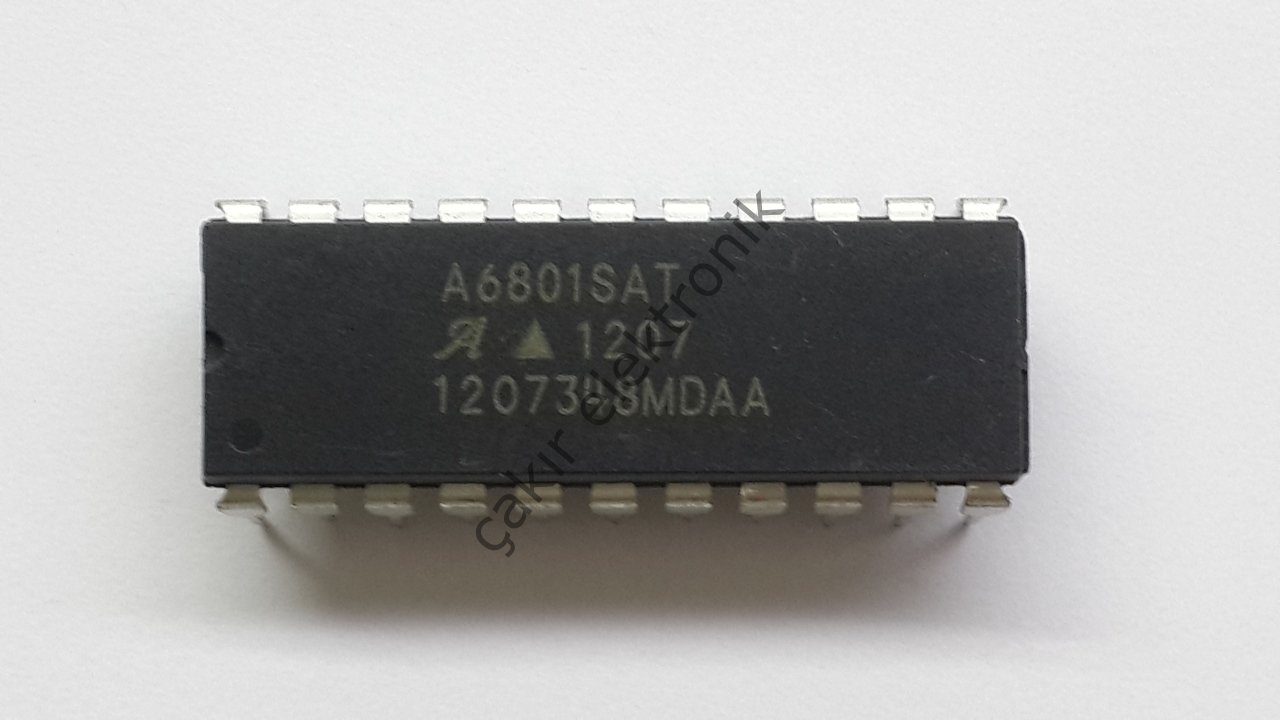 A6801SAT
A ▲ 1207
çakır elektronik